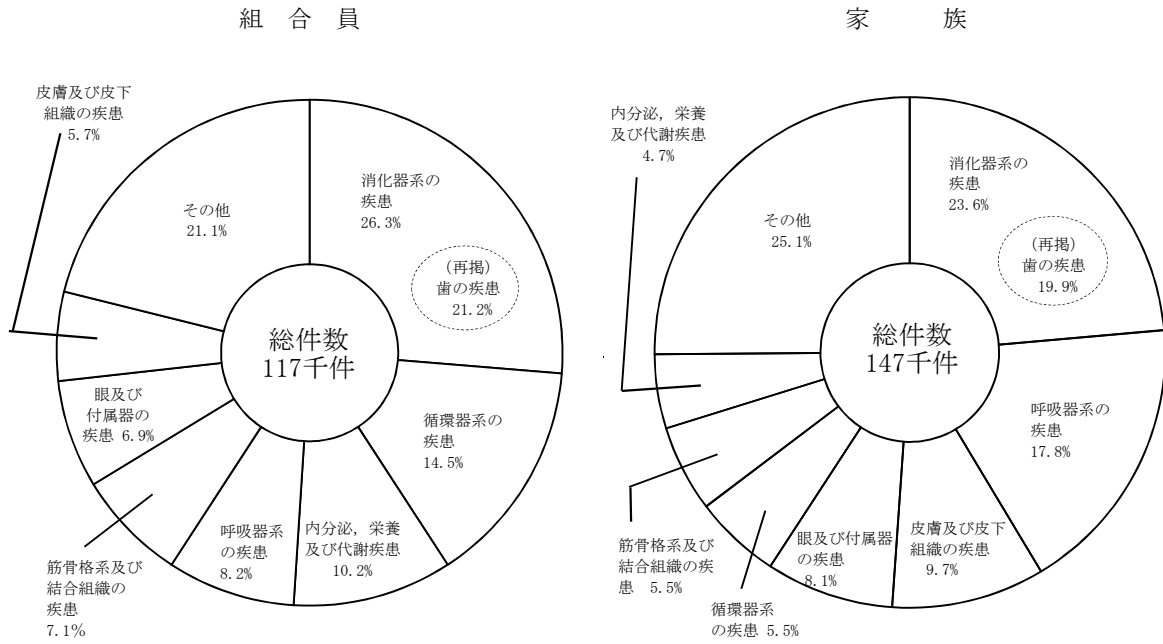 組　合　員
皮膚及び皮下
組織の疾患
5.7%
その他
21.1%
消化器系の
疾患
26.3%
(再掲)
歯の疾患
21.2%
総件数
117千件
眼及び
付属器の
疾患 6.9%
循環器系の
疾患
14.5%
呼吸器系
の疾患
8.2%
内分泌，栄養
及び代謝疾患
10.2%
筋骨格系及び
結合組織の
疾患
7.1%
家　　　族
内分泌，栄養
及び代謝疾患
4.7%
その他
25.1%
消化器系の
疾患
23.6%
(再掲)
歯の疾患
19.9%
総件数
147千件
呼吸器系の
疾患
17.8%
皮膚及び皮下
組織の疾患
9.7%
眼及び付属器
の疾患
8.1%
筋骨格系及び
結合組織の疾
患　5.5%
循環器系
の疾患 5.5%